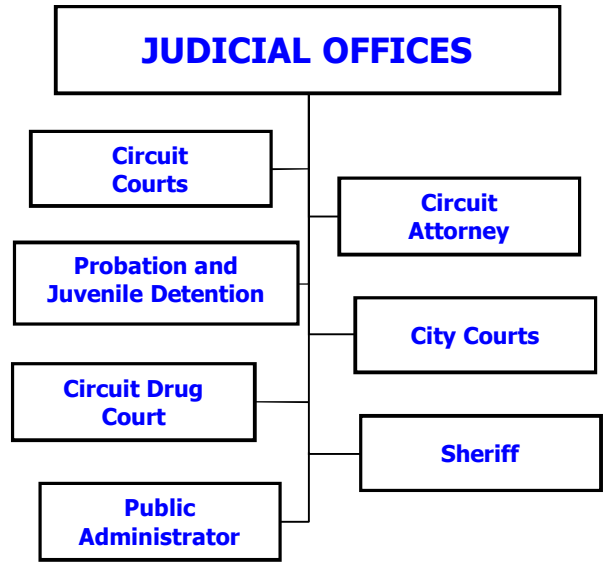 JUDICIAL OFFICES
Circuit
Courts
Circuit
Attorney
Probation and
Juvenile Detention
City Courts
Circuit Drug
Court
Sheriff
Public
Administrator